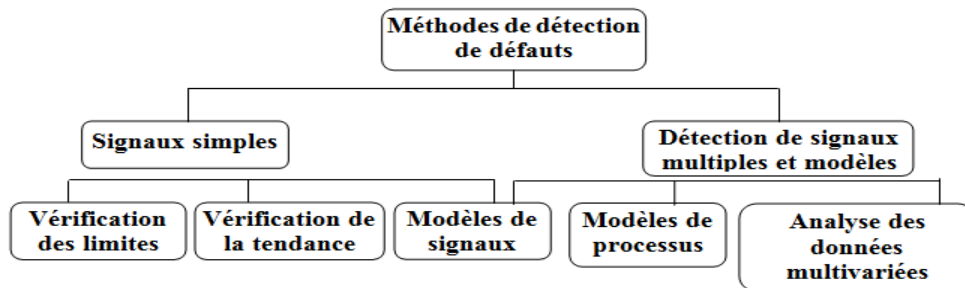 Méthodes de détection
de défauts
Signaux simples
Détection de signaux
multiples et modèles
Vérification
des limites
Vérification de
la tendance
Modèles de
signaux
Modèles de
processus
Analyse des
données
multivariées